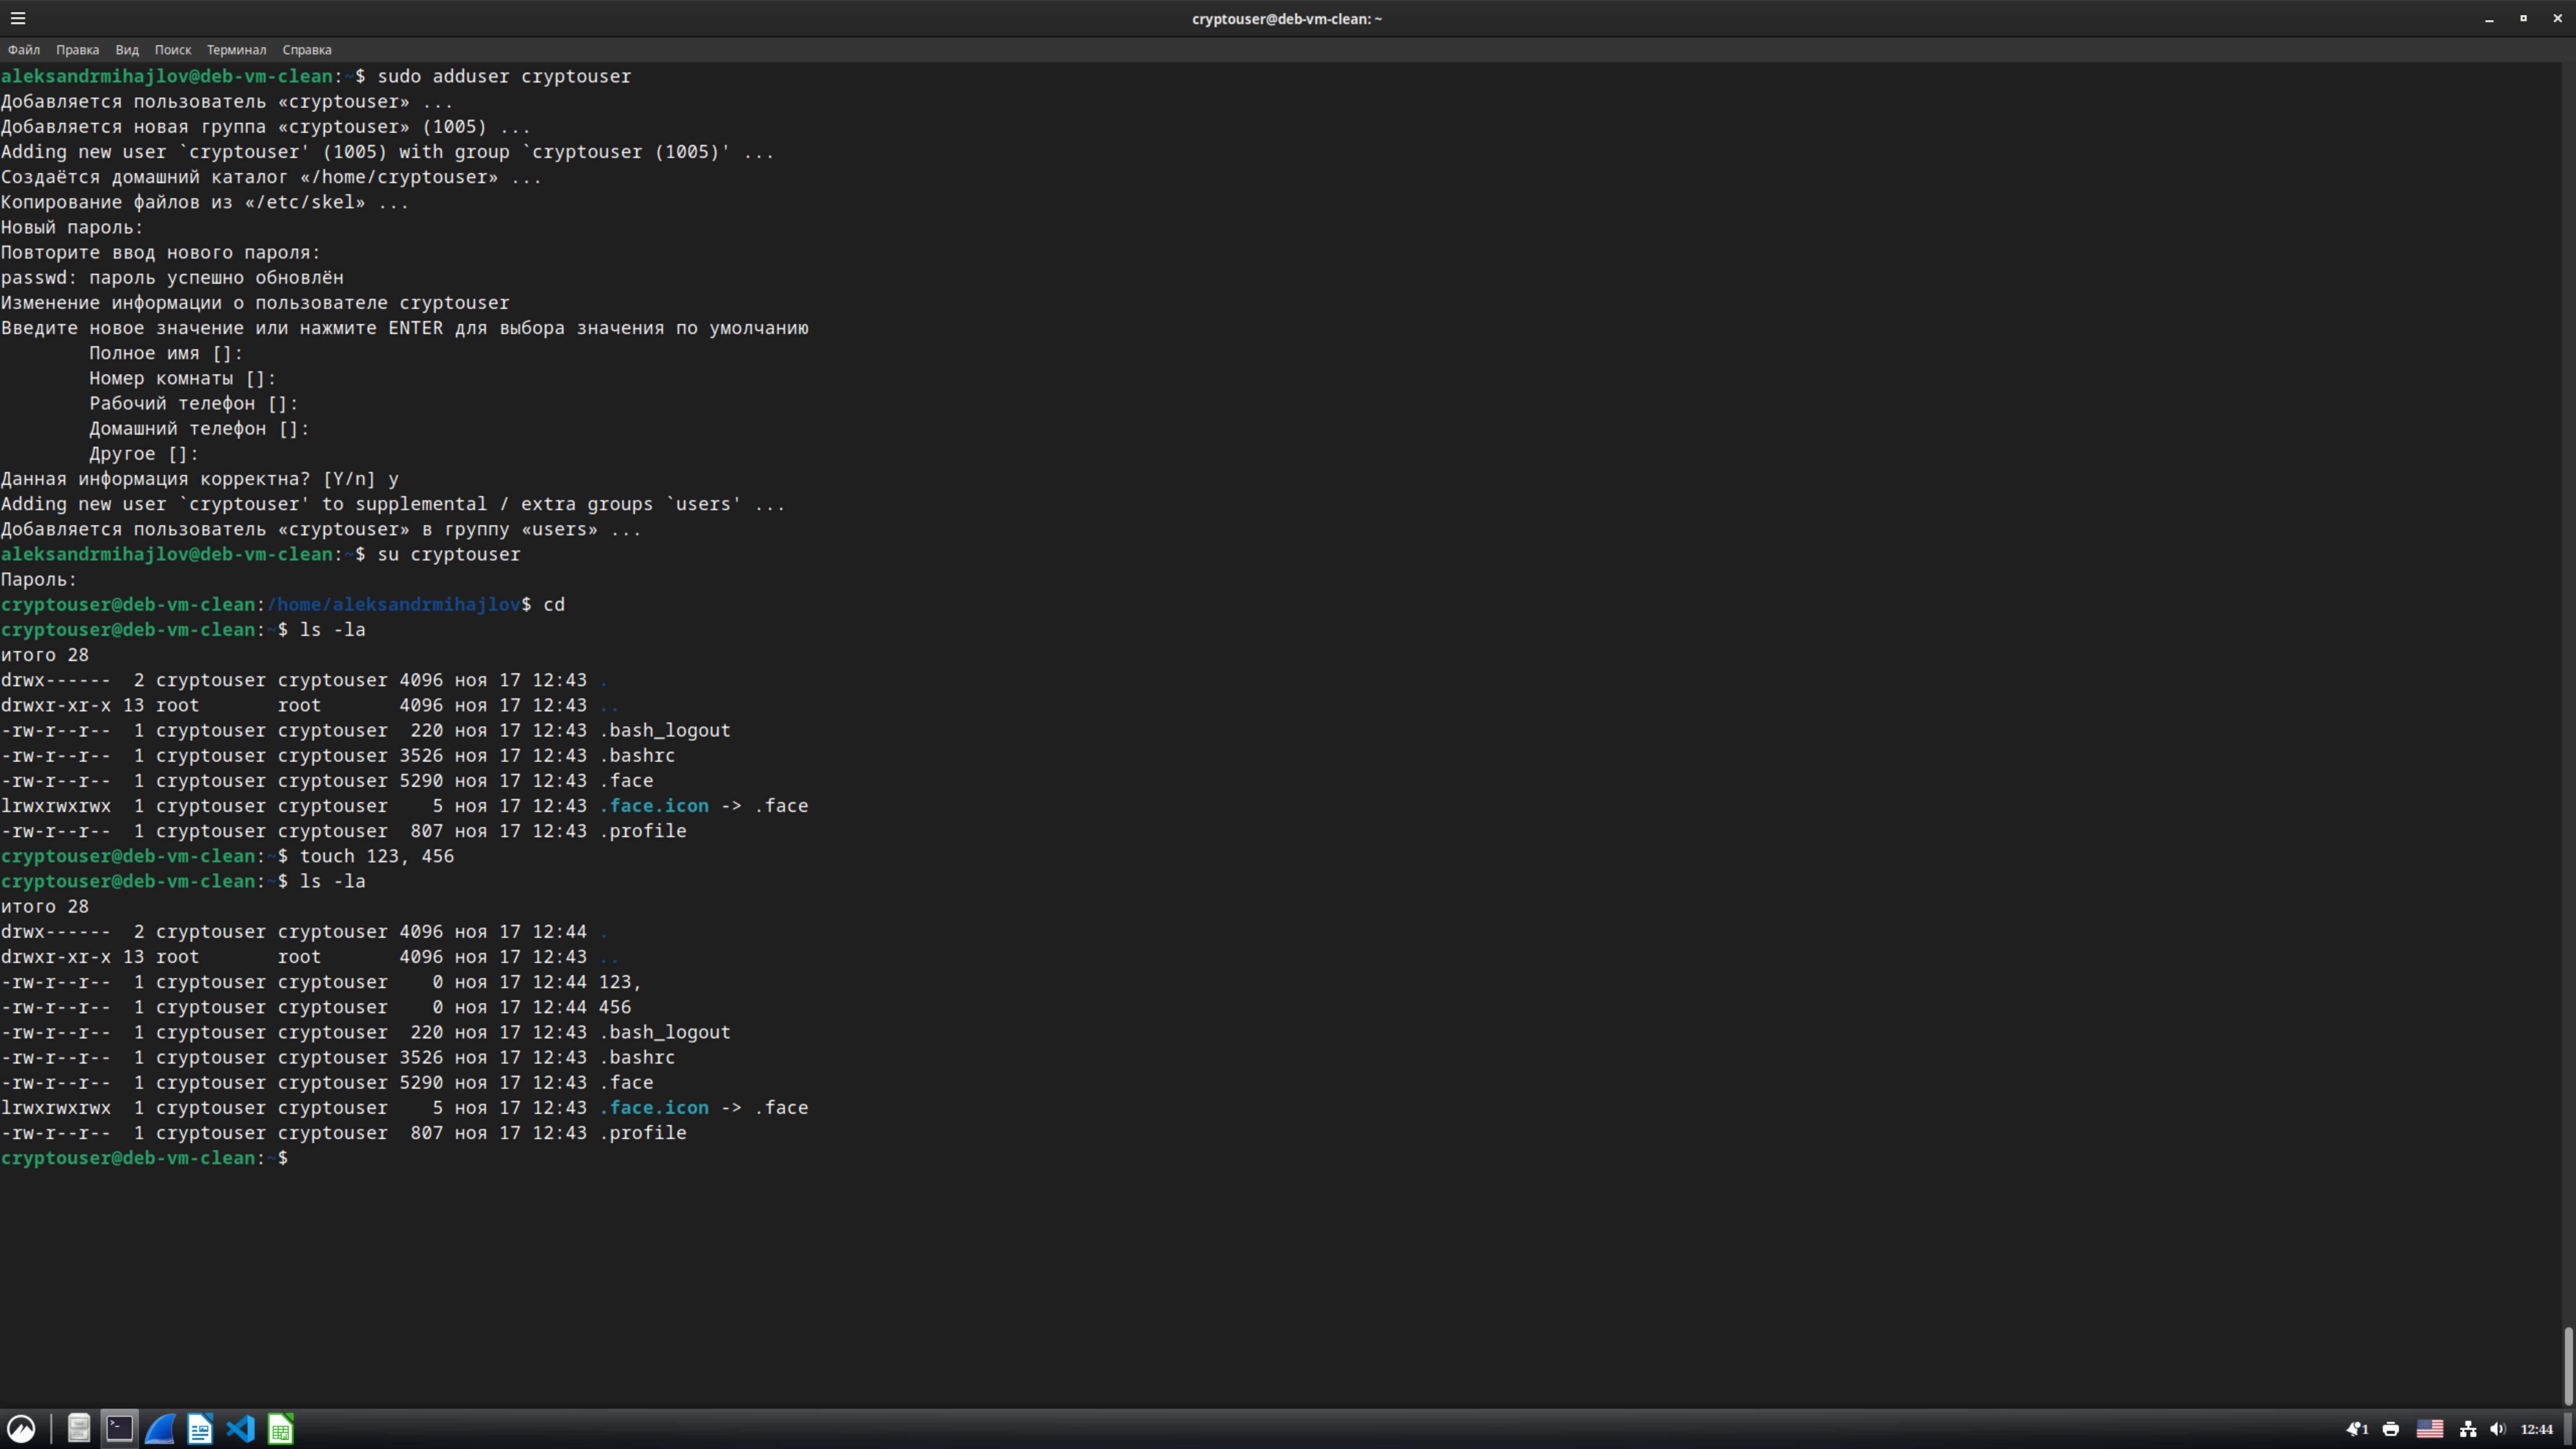 cryptouser@deb-vm-clean: ~
Файл Правка Вид Поиск Терминал Справка
aleksandrmihajlov@deb-vm-clean:~$ sudo adduser cryptouser
Добавляется пользователь «cryptouser» ...
Добавляется новая группа «cryptouser» (1005) ...
Adding new user `cryptouser' (1005) with group `cryptouser (1005)' ...
Создаётся домашний каталог «/home/cryptouser» ...
Копирование файлов из «/etc/skel» ...
Новый пароль:
Повторите ввод нового пароля:
passwd: пароль успешно обновлён
Изменение информации о пользователе cryptouser
Введите новое значение или нажмите ENTER для выбора значения по умолчанию
        Полное имя []:
        Номер комнаты []:
        Рабочий телефон []:
        Домашний телефон []:
        Другое []:
Данная информация корректна? [Y/n] y
Adding new user `cryptouser' to supplemental / extra groups `users' ...
Добавляется пользователь «cryptouser» в группу «users» ...
aleksandrmihajlov@deb-vm-clean:~$ su cryptouser
Пароль:
cryptouser@deb-vm-clean:/home/aleksandrmihajlov$ cd
cryptouser@deb-vm-clean:~$ ls -la
итого 28
drwx------  2 cryptouser cryptouser 4096 ноя 17 12:43 .
drwxr-xr-x 13 root       root       4096 ноя 17 12:43 ..
-rw-r--r--  1 cryptouser cryptouser  220 ноя 17 12:43 .bash_logout
-rw-r--r--  1 cryptouser cryptouser 3526 ноя 17 12:43 .bashrc
-rw-r--r--  1 cryptouser cryptouser 5290 ноя 17 12:43 .face
lrwxrwxrwx  1 cryptouser cryptouser    5 ноя 17 12:43 .face.icon -> .face
-rw-r--r--  1 cryptouser cryptouser  807 ноя 17 12:43 .profile
cryptouser@deb-vm-clean:~$ touch 123, 456
cryptouser@deb-vm-clean:~$ ls -la
итого 28
drwx------  2 cryptouser cryptouser 4096 ноя 17 12:44 .
drwxr-xr-x 13 root       root       4096 ноя 17 12:43 ..
-rw-r--r--  1 cryptouser cryptouser    0 ноя 17 12:44 123,
-rw-r--r--  1 cryptouser cryptouser    0 ноя 17 12:44 456
-rw-r--r--  1 cryptouser cryptouser  220 ноя 17 12:43 .bash_logout
-rw-r--r--  1 cryptouser cryptouser 3526 ноя 17 12:43 .bashrc
-rw-r--r--  1 cryptouser cryptouser 5290 ноя 17 12:43 .face
lrwxrwxrwx  1 cryptouser cryptouser    5 ноя 17 12:43 .face.icon -> .face
-rw-r--r--  1 cryptouser cryptouser  807 ноя 17 12:43 .profile
cryptouser@deb-vm-clean:~$
1 12:44